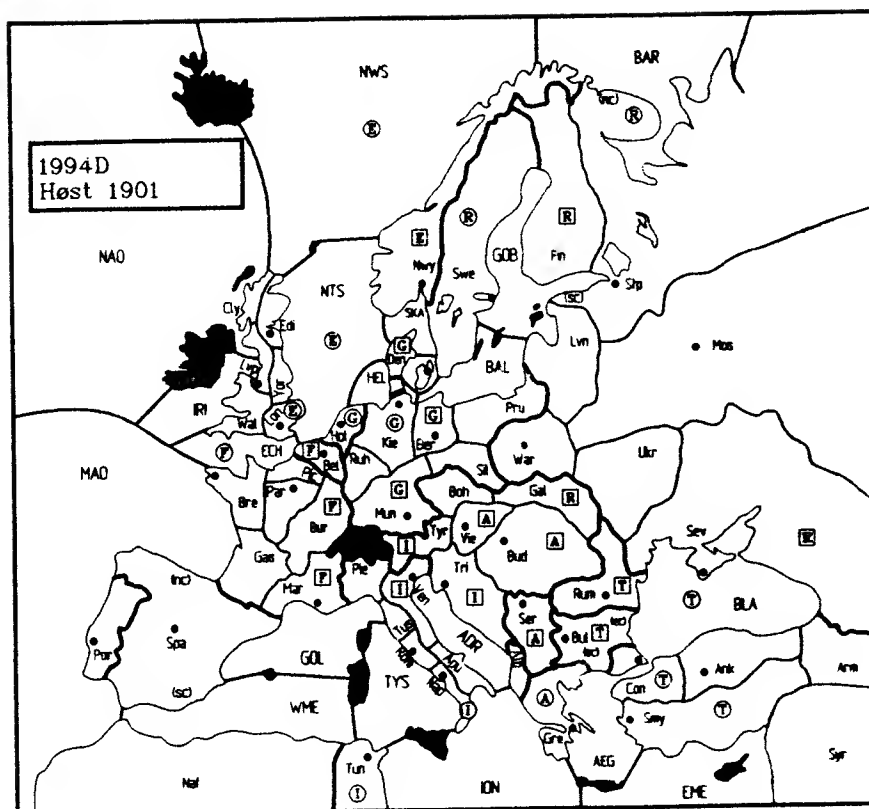 NWS
BAR
(nc)
R
E
1994D
Høst 1901
NAO
E
R
R
Nwy
Swe
GOB
Fin
Stp
(sc)
NTS
Cly
Edi
SKA
E
G
Den
Lvn
Mos
HEL
BAL
IRI
Wal
Lon
E
Hol
G
G
Kie
G
Ber
Pru
War
Ukr
MAO
F
ECH
F
Bel
Ruh
Sil
Pic
Par
Bre
Bur
F
G
Mun
Boh
Gal
R
Tyr
Vie
A
Bud
A
Sev
Gas
I
Mar
F
Pie
I
Ven
Tri
I
Rum
T
T
BLA
(nc)
Ser
A
Bul
T
(ec)
(sc)
Por
Spa
(sc)
GOL
Tus
ADR
Apu
TYS
WME
I
A
Gre
Con
T
Ank
Arm
Smy
T
AEG
Naf
Tun
I
ION
EME
Syr